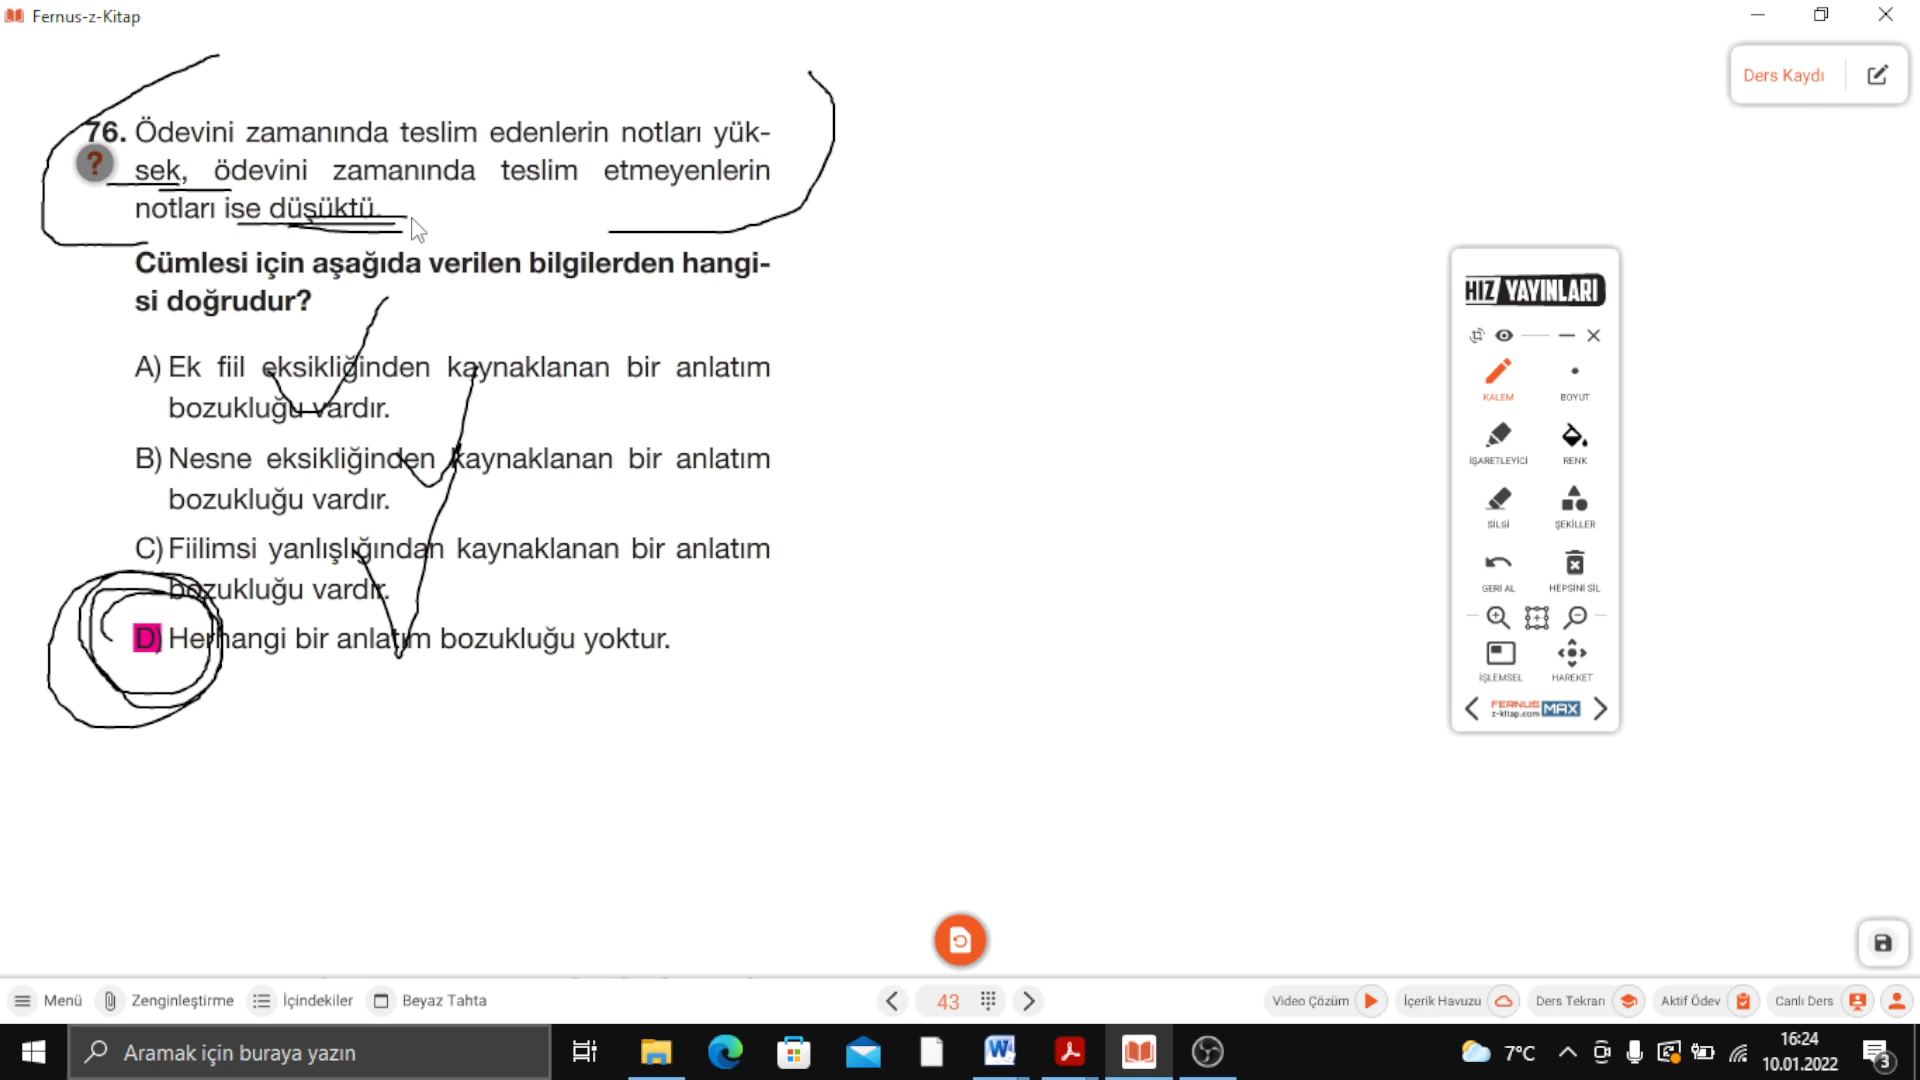 Fernus-z-Kitap
Ders Kaydı
76. Ödevini zamanında teslim edenlerin notları yük-
? sek, ödevini zamanında teslim etmeyenlerin
notları ise düşüktü.
Cümlesi için aşağıda verilen bilgilerden hangi-
si doğrudur?
A) Ek fiil eksikliğinden kaynaklanan bir anlatım
bozukluğu vardır.
B) Nesne eksikliğinden kaynaklanan bir anlatım
bozukluğu vardır.
C) Fiilimsi yanlışlığından kaynaklanan bir anlatım
bozukluğu vardır.
D) Herhangi bir anlatım bozukluğu yoktur.
HIZ YAYINLARI
KALEM BOYUT
İŞARETLEYİCİ RENK
SİLGİ ŞEKİLLER
GERİ AL HEPSİNİ SİL
İŞLEMSEL HAREKET
FERNUS
z-kitap.com MAX
Menü Zenginleştirme İçindekiler Beyaz Tahta 43 Video Çözüm İçerik Havuzu Ders Tekrarı Aktif Ödev Canlı Ders
Aramak için buraya yazın
7°C
16:24
10.01.2022
3